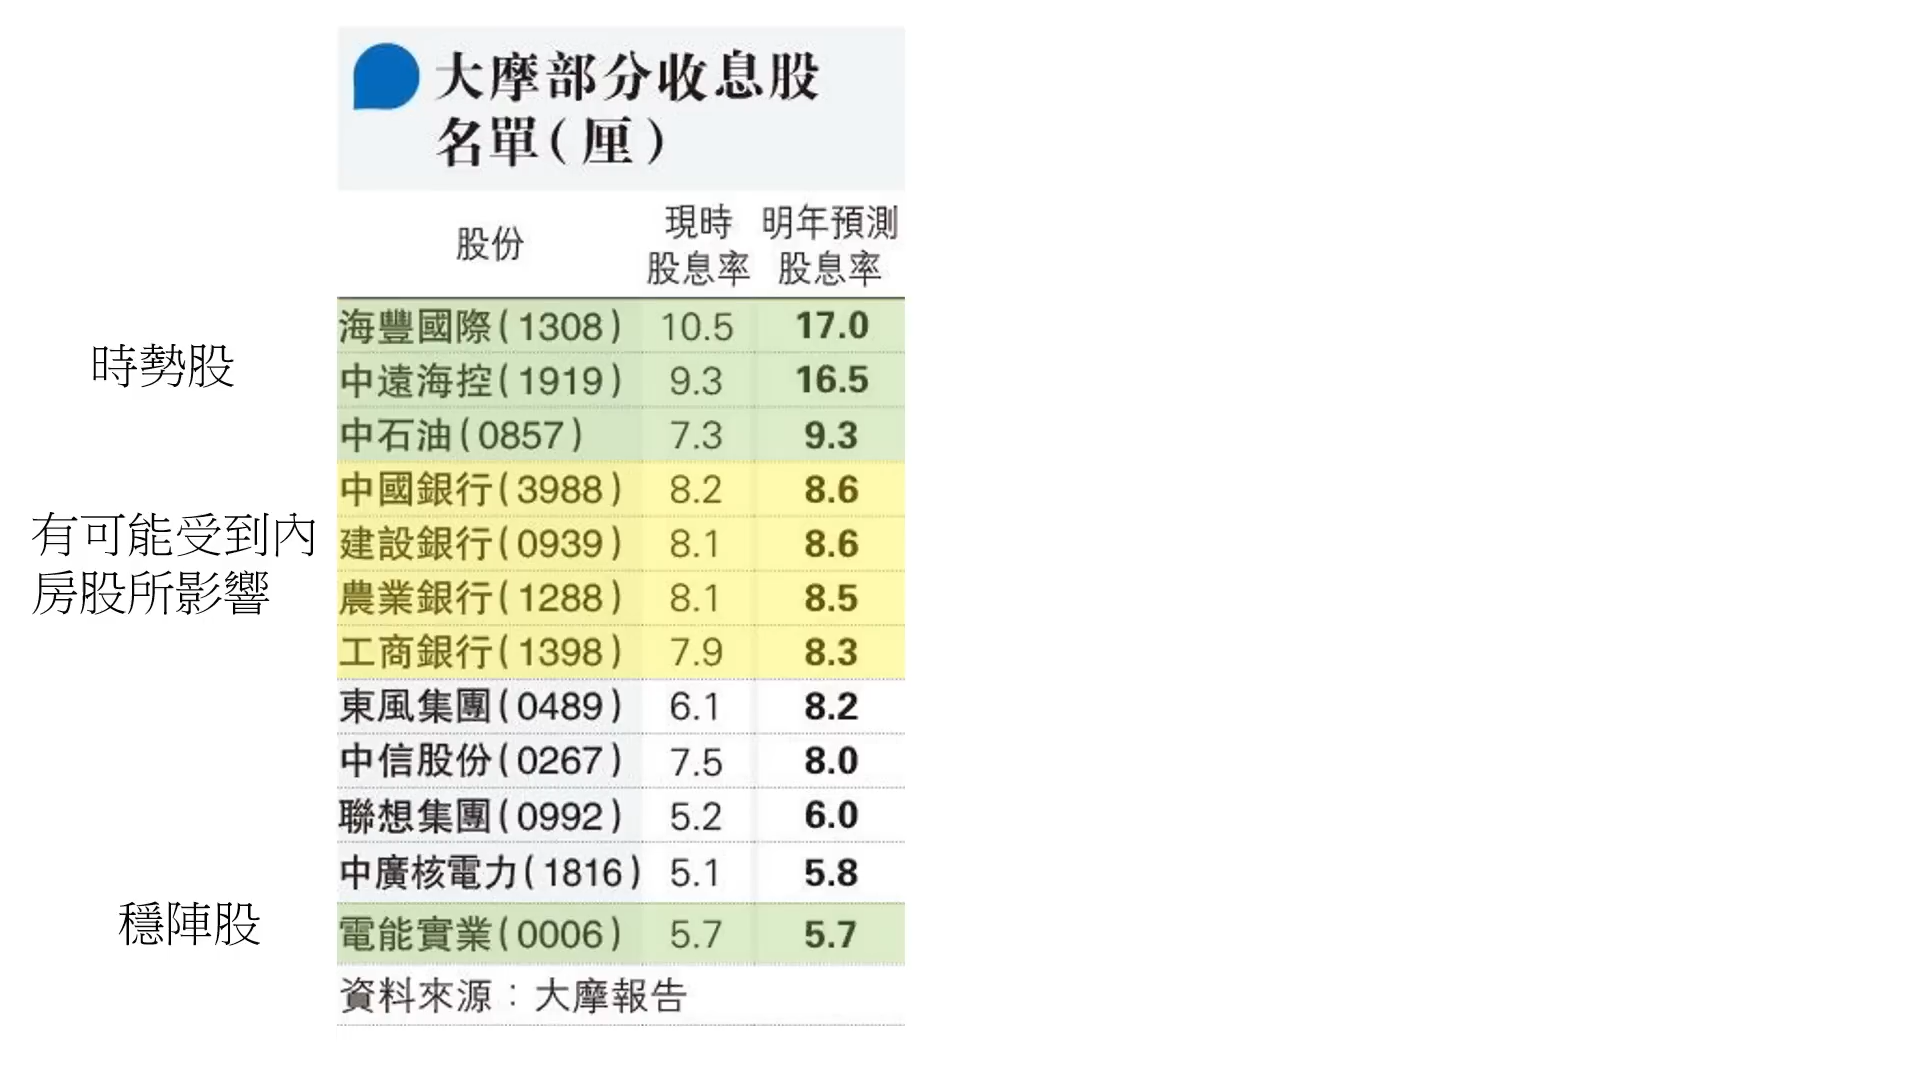 大摩部分收息股
名單(厘)
股份 現時股息率 明年預測股息率
時勢股
海豐國際(1308) 10.5 17.0
中遠海控(1919) 9.3 16.5
中石油(0857) 7.3 9.3
有可能受到內
房股所影響
中國銀行(3988) 8.2 8.6
建設銀行(0939) 8.1 8.6
農業銀行(1288) 8.1 8.5
工商銀行(1398) 7.9 8.3
東風集團(0489) 6.1 8.2
中信股份(0267) 7.5 8.0
聯想集團(0992) 5.2 6.0
中廣核電力(1816) 5.1 5.8
穩陣股
電能實業(0006) 5.7 5.7
資料來源：大摩報告